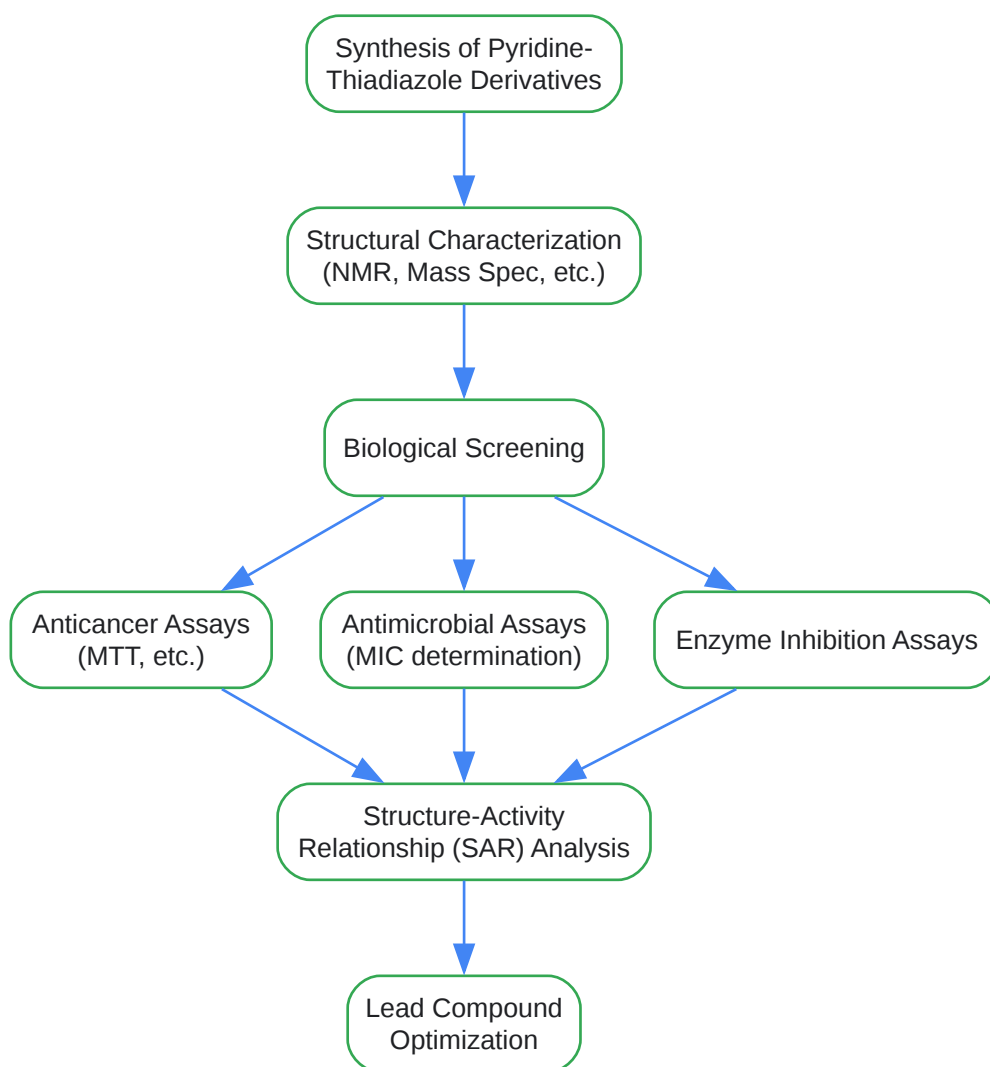 Synthesis of Pyridine-
Thiadiazole Derivatives
Structural Characterization
(NMR, Mass Spec, etc.)
Biological Screening
Anticancer Assays
(MTT, etc.)
Antimicrobial Assays
(MIC determination)
Enzyme Inhibition Assays
Structure-Activity
Relationship (SAR) Analysis
Lead Compound
Optimization